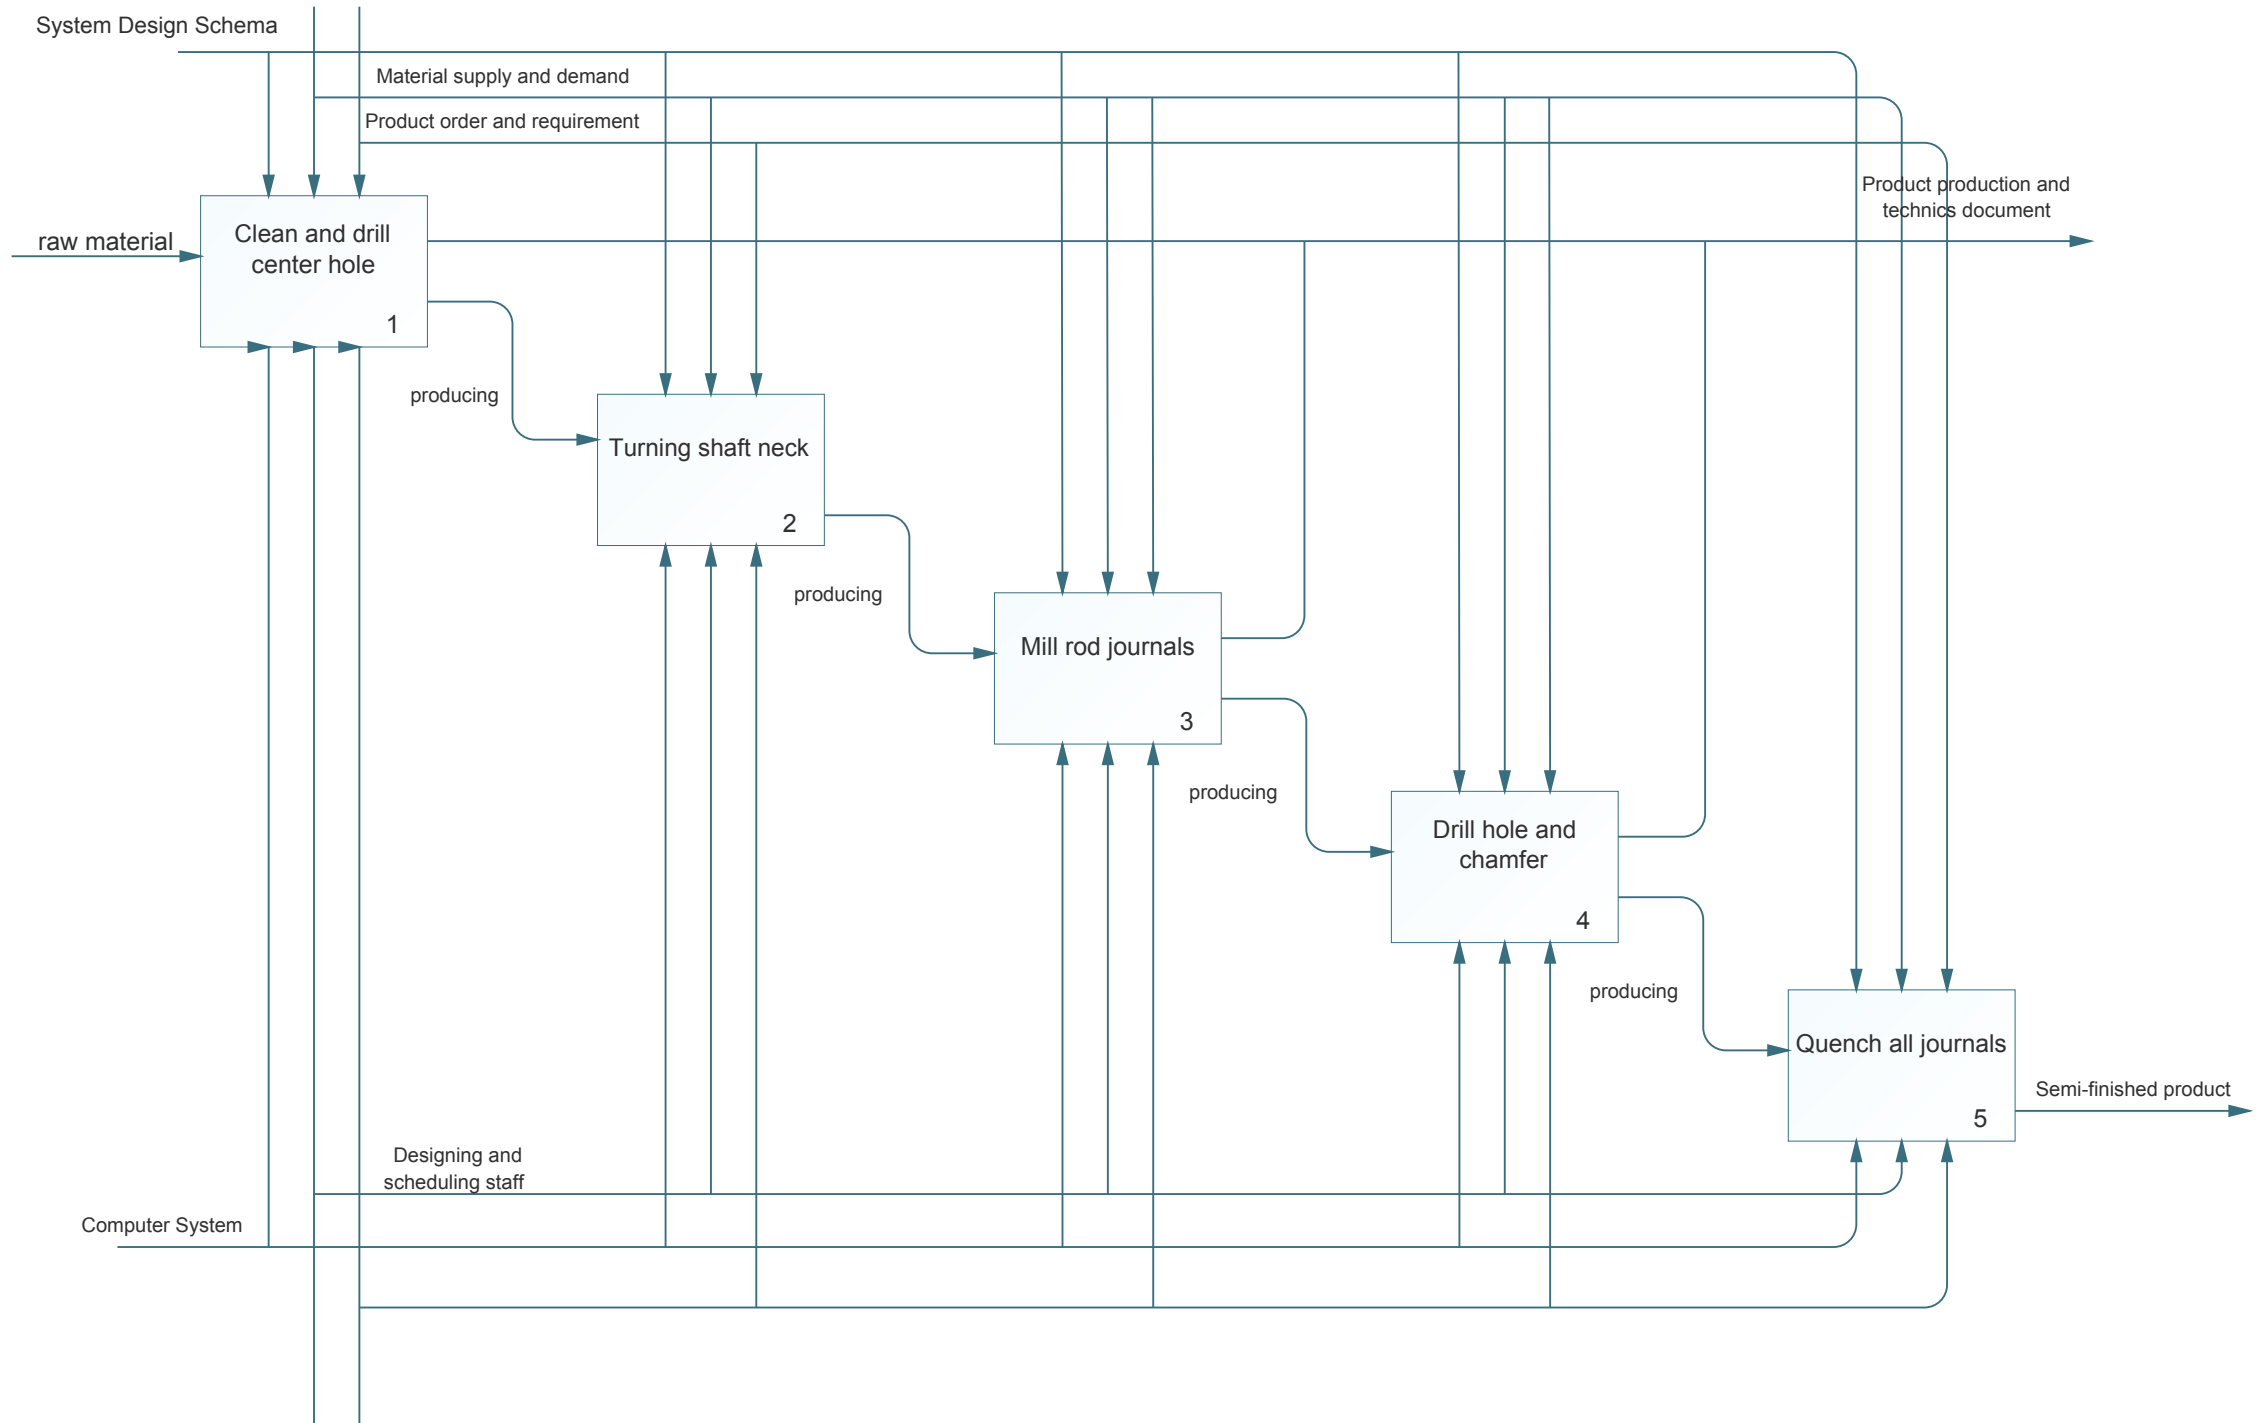 System Design Schema
Material supply and demand
Product order and requirement
Product production and
technics document
raw material
Clean and drill
center hole
1
producing
Turning shaft neck
2
producing
Mill rod journals
3
producing
Drill hole and
chamfer
4
producing
Quench all journals
5
Semi-finished product
Designing and
scheduling staff
Computer System